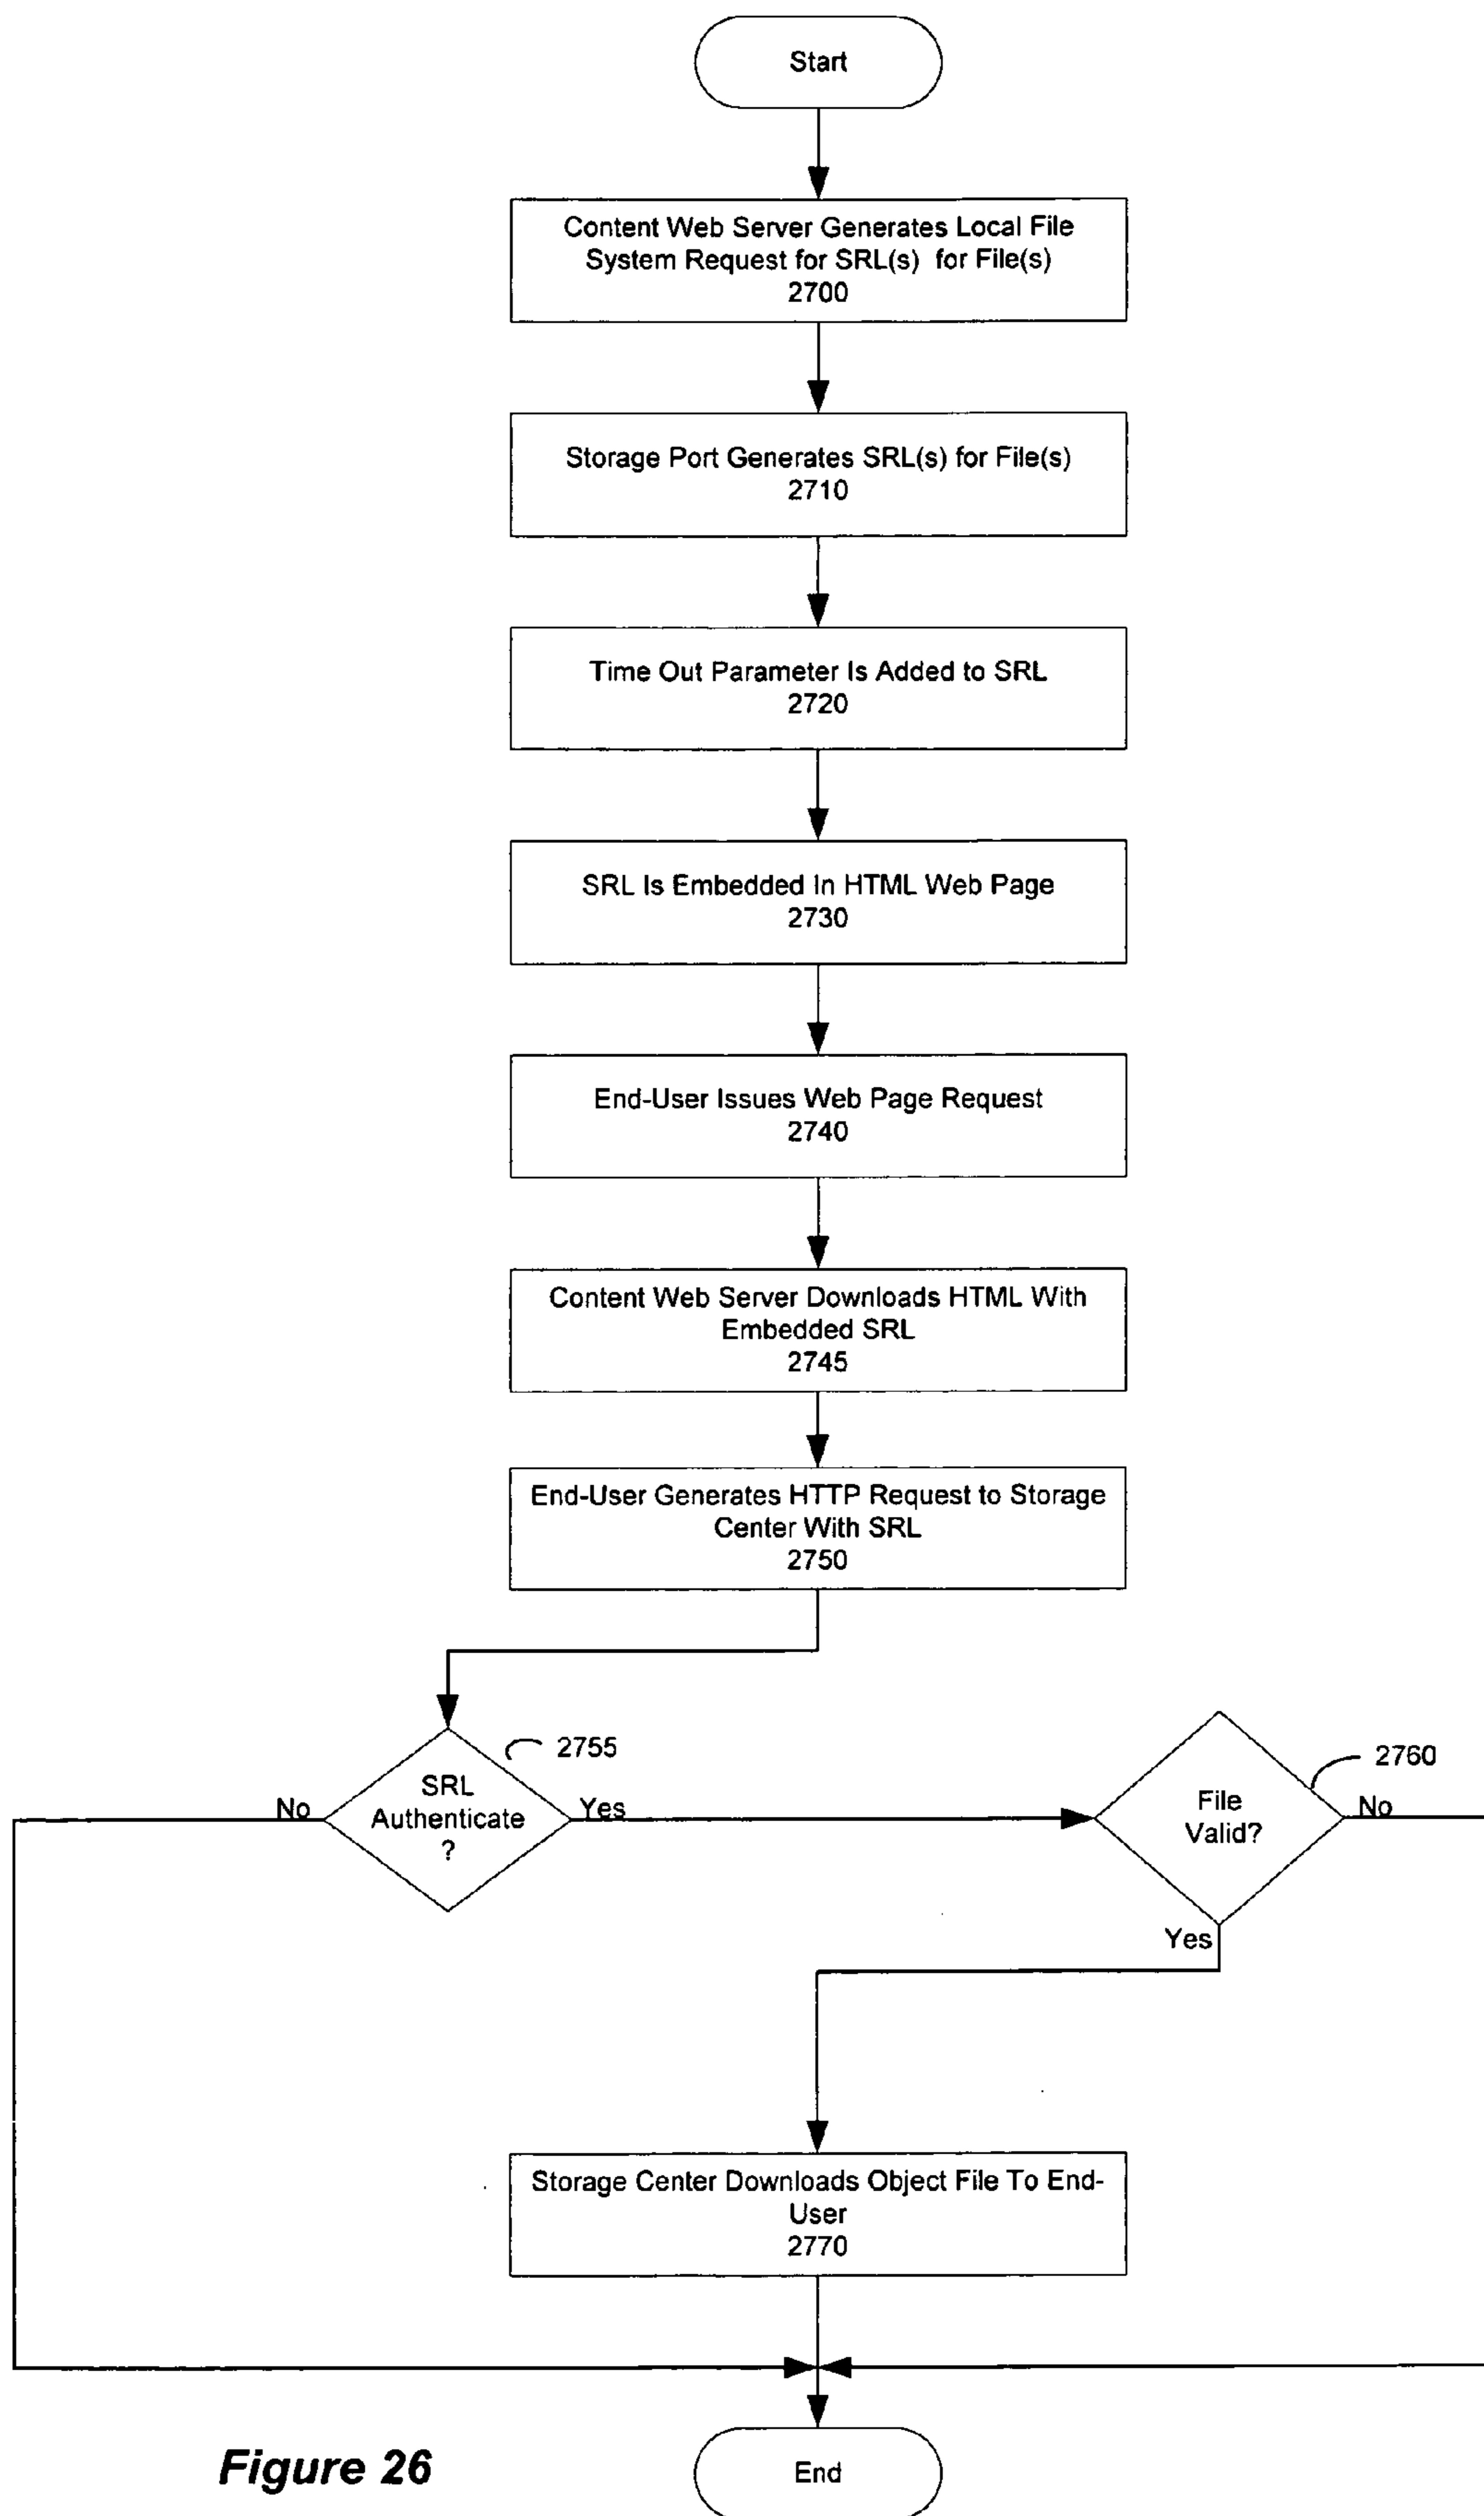 Start
Content Web Server Generates Local File
System Request for SRL(s) for File(s)
2700
Storage Port Generates SRL(s) for File(s)
2710
Time Out Parameter Is Added to SRL
2720
SRL Is Embedded In HTML Web Page
2730
End-User Issues Web Page Request
2740
Content Web Server Downloads HTML With
Embedded SRL
2745
End-User Generates HTTP Request to Storage
Center With SRL
2750
2755
SRL
Authenticate
?
No
Yes
2760
File
Valid?
No
Yes
Storage Center Downloads Object File To End-
User
2770
Figure 26
End